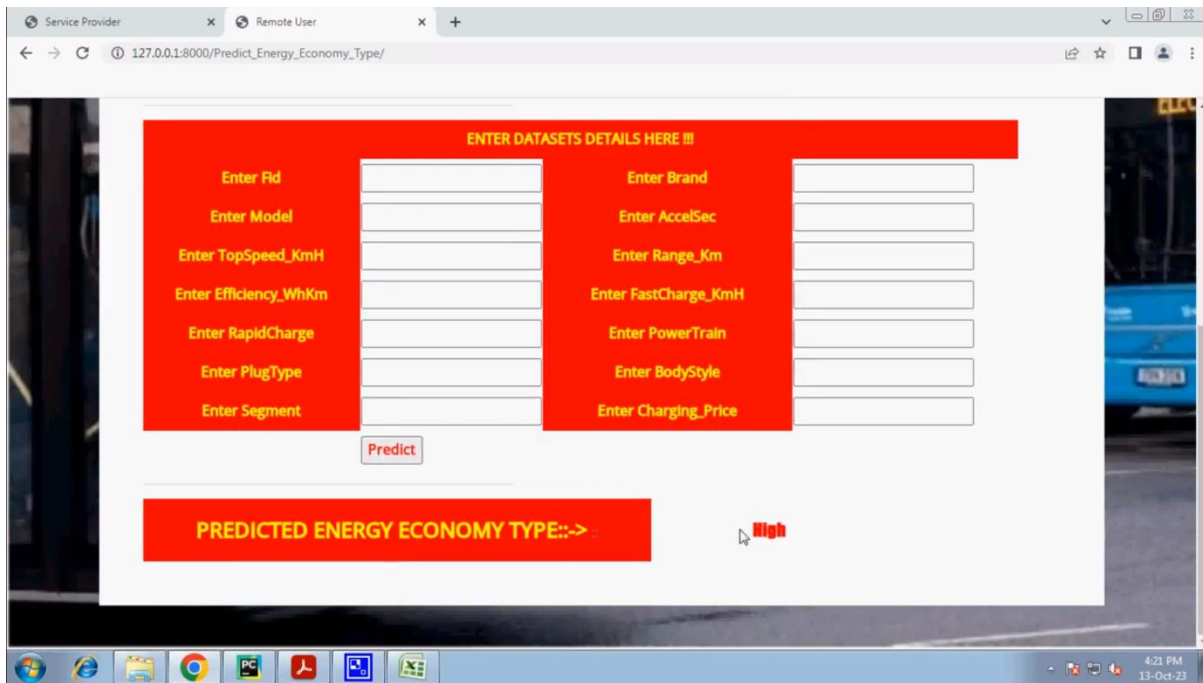 Service Provider
Remote User
127.0.0.1:8000/Predict_Energy_Economy_Type/
ELEC
ENTER DATASETS DETAILS HERE !!!
Enter Fid Enter Brand
Enter Model Enter AccelSec
Enter TopSpeed_KmH Enter Range_Km
Enter Efficiency_WhKm Enter FastCharge_KmH
Enter RapidCharge Enter PowerTrain
Enter PlugType Enter BodyStyle
Enter Segment Enter Charging_Price
Predict
PREDICTED ENERGY ECONOMY TYPE::-> ::
High
PC
4:21 PM
13-Oct-23